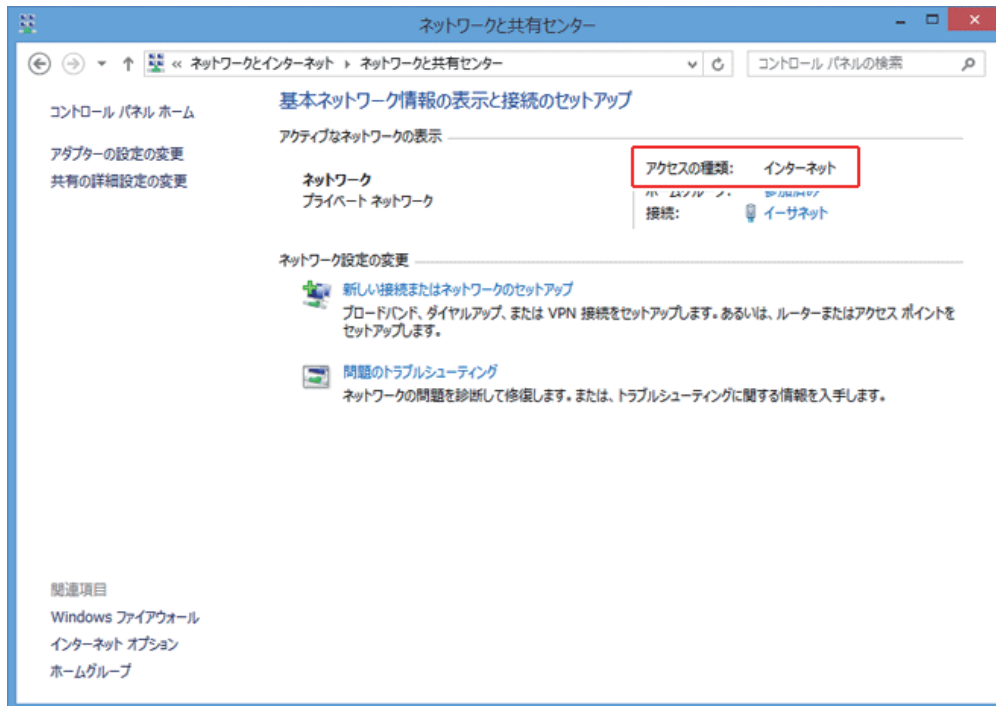 ネットワークと共有センター
« ネットワークとインターネット ▸ ネットワークと共有センター
コントロール パネルの検索
コントロール パネル ホーム
アダプターの設定の変更
共有の詳細設定の変更
基本ネットワーク情報の表示と接続のセットアップ
アクティブなネットワークの表示
ネットワーク
プライベート ネットワーク
アクセスの種類: インターネット
ホームグループ: 参加済み
接続: イーサネット
ネットワーク設定の変更
新しい接続またはネットワークのセットアップ
ブロードバンド、ダイヤルアップ、または VPN 接続をセットアップします。あるいは、ルーターまたはアクセス ポイントを
セットアップします。
問題のトラブルシューティング
ネットワークの問題を診断して修復します。または、トラブルシューティングに関する情報を入手します。
関連項目
Windows ファイアウォール
インターネット オプション
ホームグループ